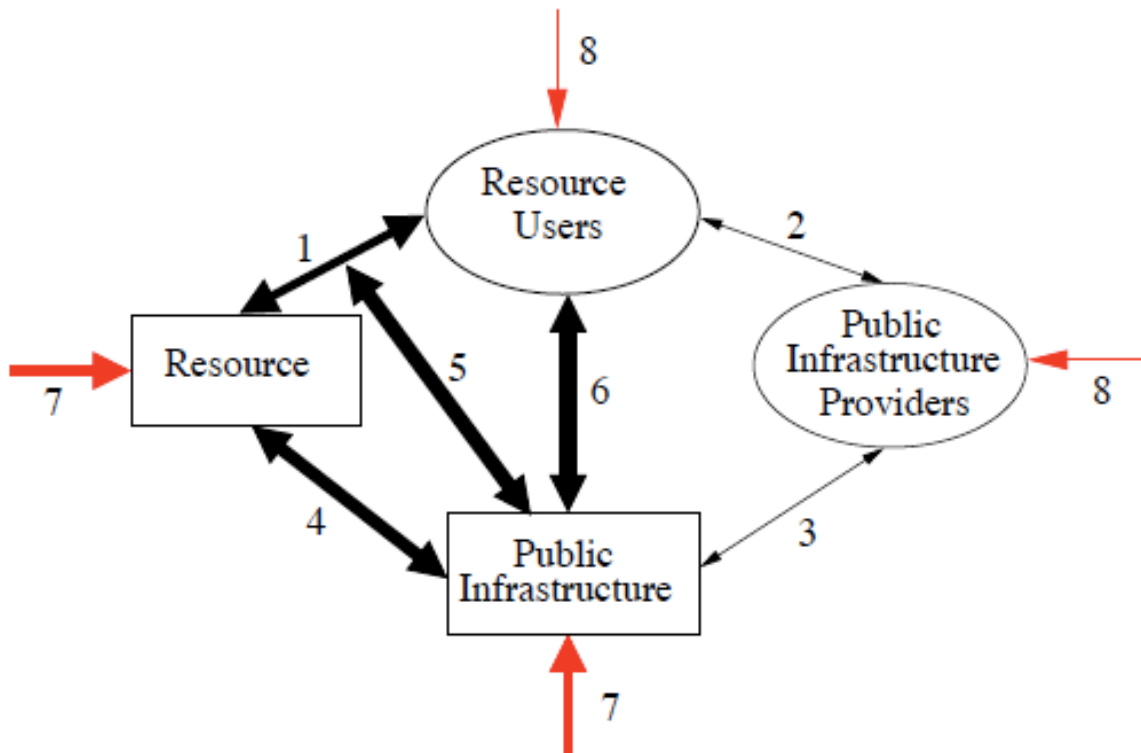 8
Resource
Users
1
2
Public
Infrastructure
Providers
Resource
5
6
8
7
4
3
Public
Infrastructure
7